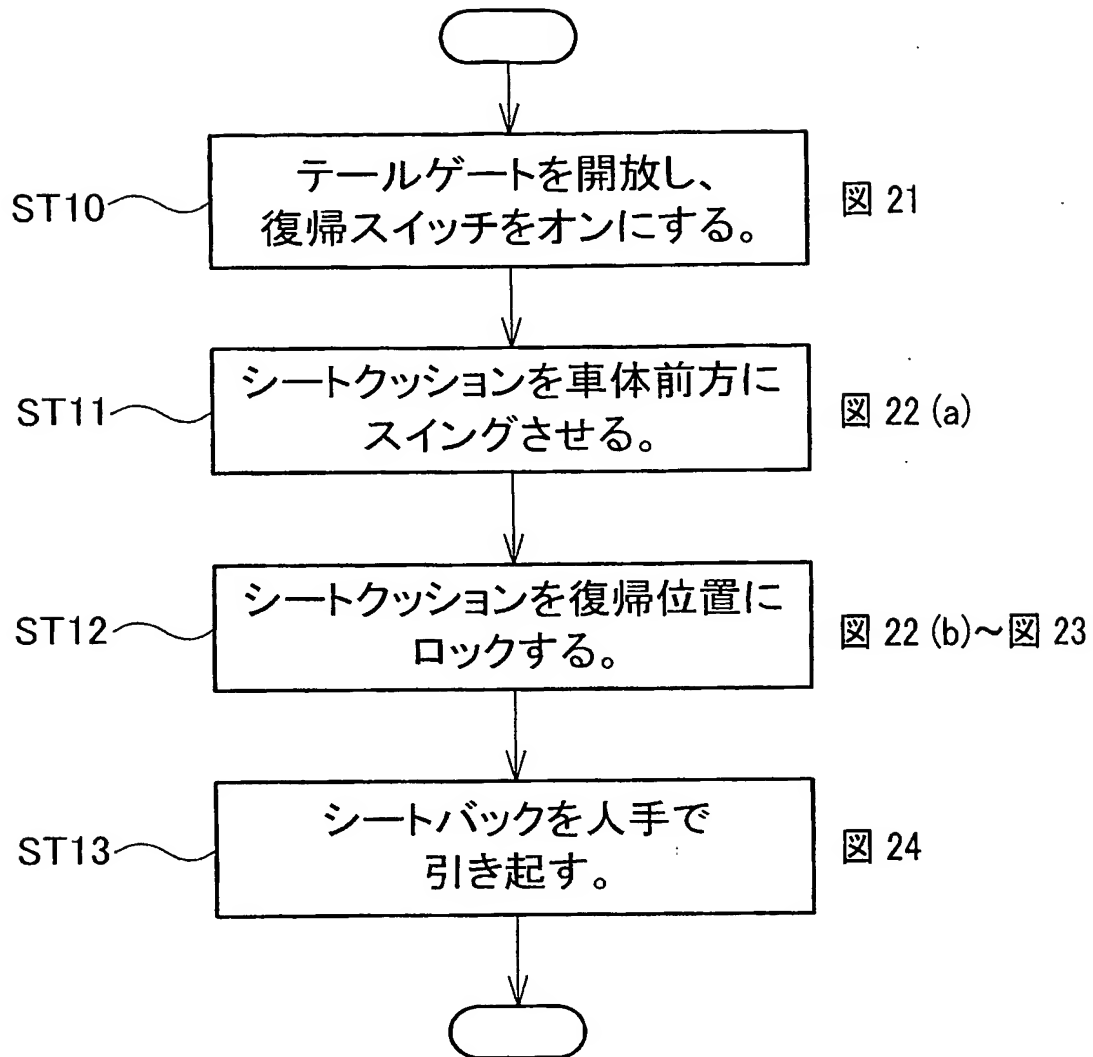 テールゲートを開放し、
復帰スイッチをオンにする。
ST10
図 21
シートクッションを車体前方に
スイングさせる。
ST11
図 22 (a)
シートクッションを復帰位置に
ロックする。
ST12
図 22 (b)～図 23
シートバックを人手で
引き起す。
ST13
図 24